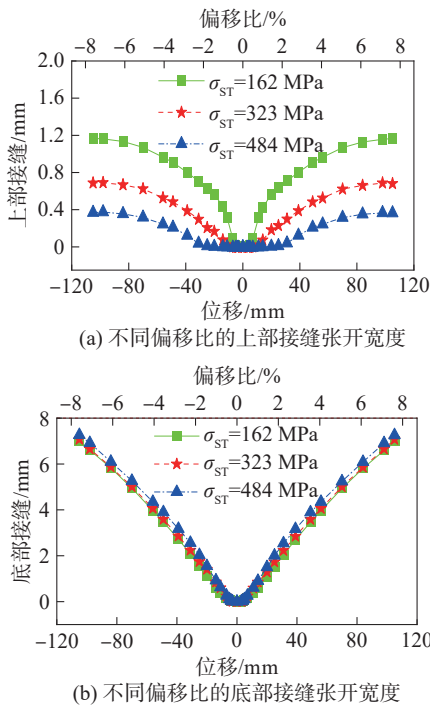 偏移比/%
−8 −6 −4 −2 0 2 4 6 8
2.0
1.6
1.2
0.8
0.4
0
上部接缝/mm
σST=162 MPa
σST=323 MPa
σST=484 MPa
−120 −80 −40 0 40 80 120
位移/mm
(a) 不同偏移比的上部接缝张开宽度
偏移比/%
−8 −6 −4 −2 0 2 4 6 8
8
6
4
2
0
底部接缝/mm
σST=162 MPa
σST=323 MPa
σST=484 MPa
−120 −80 −40 0 40 80 120
位移/mm
(b) 不同偏移比的底部接缝张开宽度